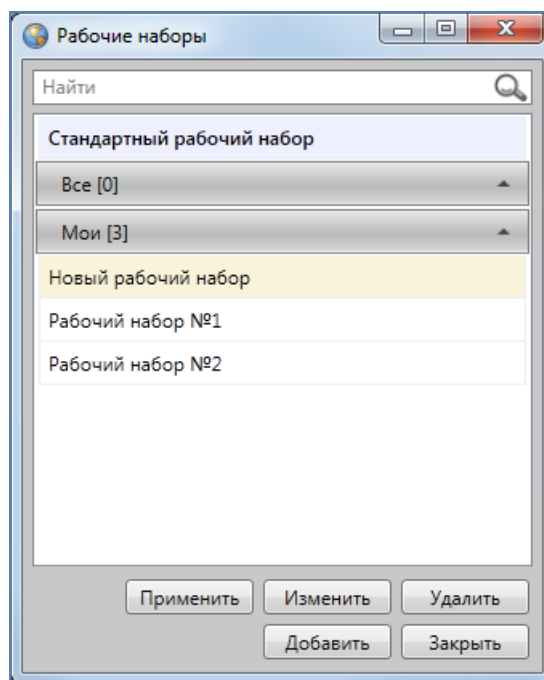 Рабочие наборы
Найти
Стандартный рабочий набор
Все [0]
Мои [3]
Новый рабочий набор
Рабочий набор №1
Рабочий набор №2
Применить Изменить Удалить
Добавить Закрыть